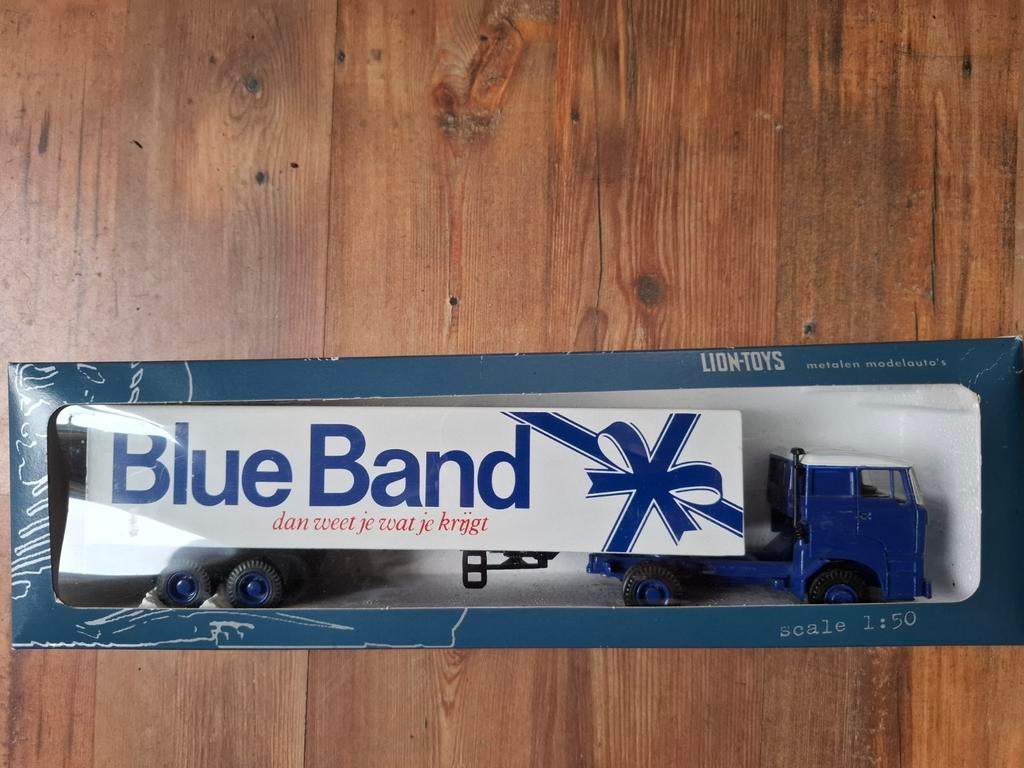 LION-TOYS metalen modelauto's
Blue Band
dan weet je wat je krijgt
scale 1:50